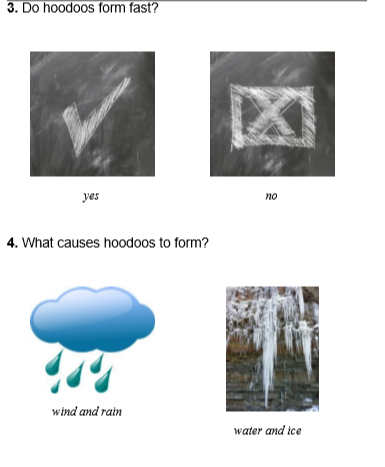 3. Do hoodoos form fast?
yes
no
4. What causes hoodoos to form?
wind and rain
water and ice